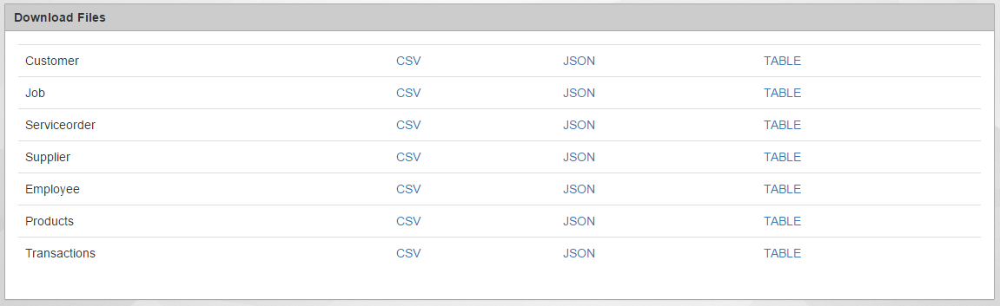 Download Files
Customer CSV JSON TABLE
Job CSV JSON TABLE
Serviceorder CSV JSON TABLE
Supplier CSV JSON TABLE
Employee CSV JSON TABLE
Products CSV JSON TABLE
Transactions CSV JSON TABLE